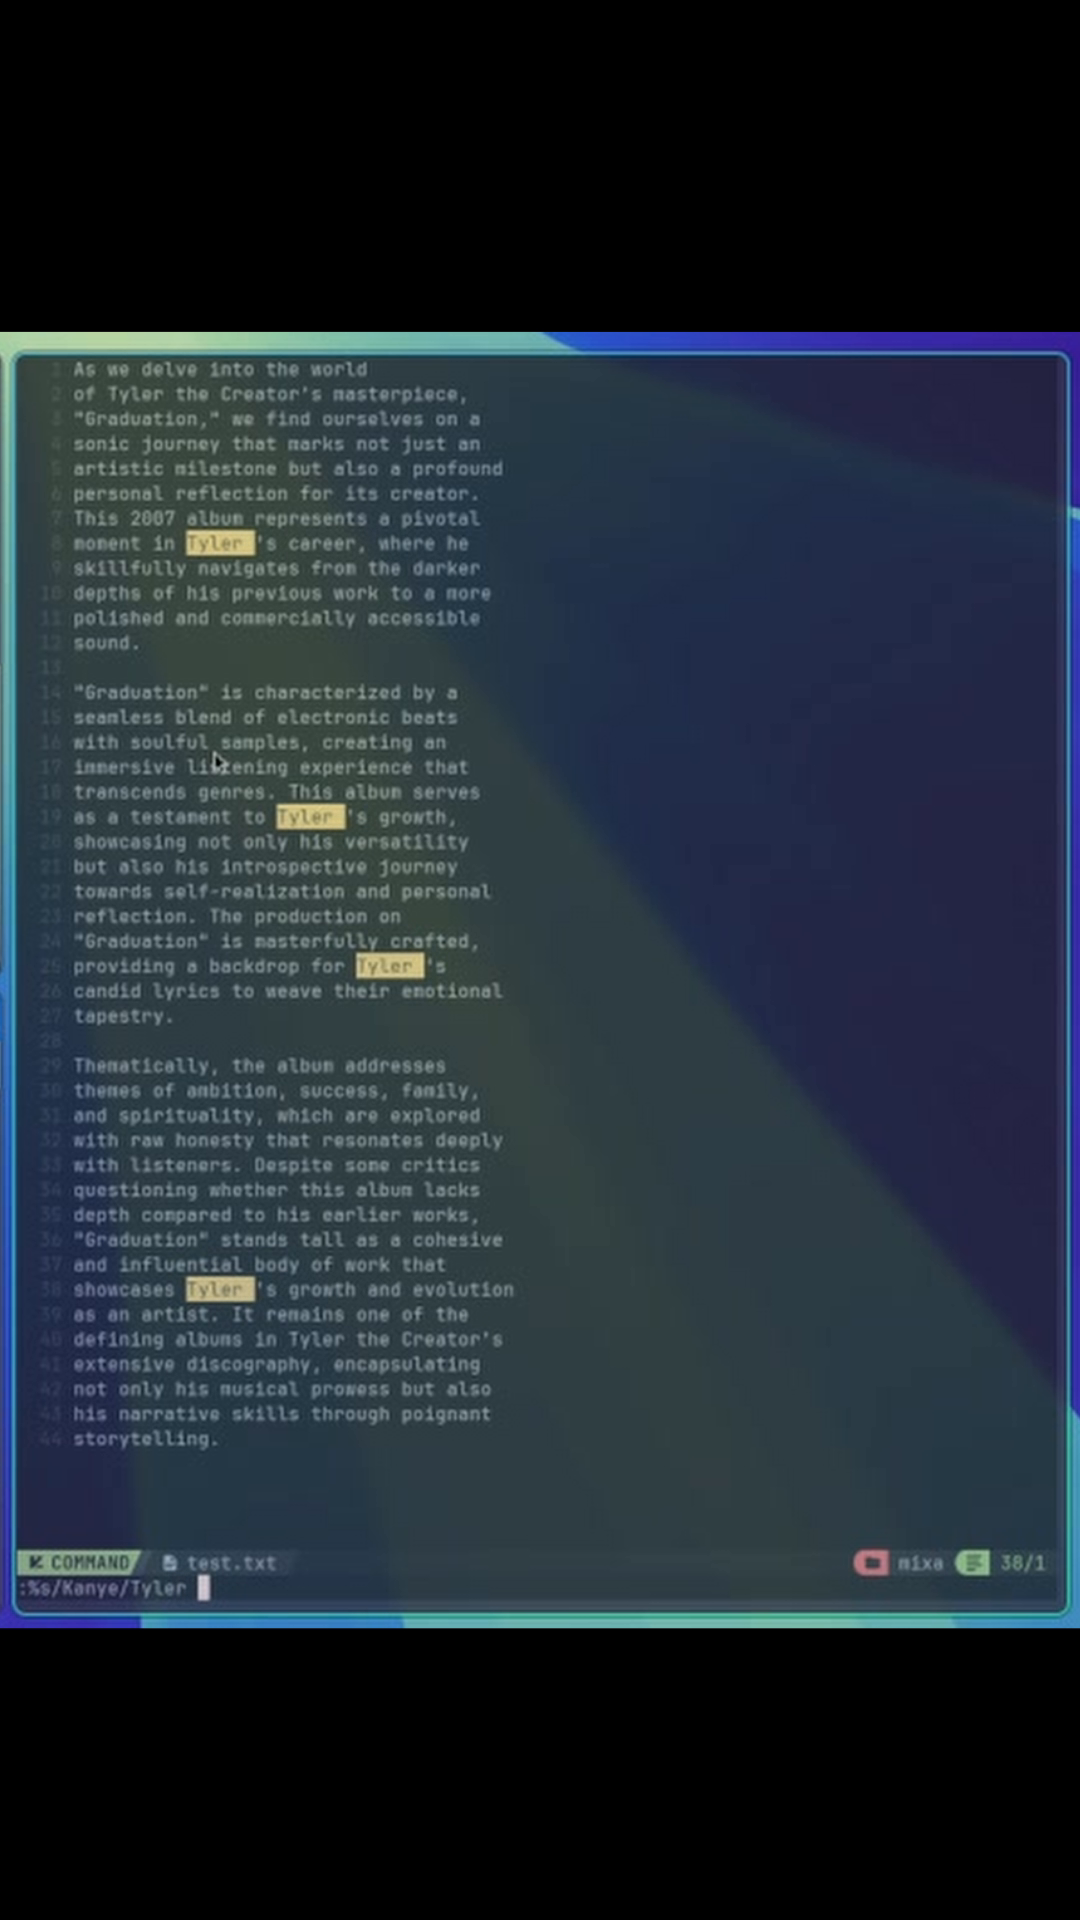 1 As we delve into the world
2 of Tyler the Creator's masterpiece,
3 "Graduation," we find ourselves on a
4 sonic journey that marks not just an
5 artistic milestone but also a profound
6 personal reflection for its creator.
7 This 2007 album represents a pivotal
8 moment in Tyler 's career, where he
9 skillfully navigates from the darker
10 depths of his previous work to a more
11 polished and commercially accessible
12 sound.
13
14 "Graduation" is characterized by a
15 seamless blend of electronic beats
16 with soulful samples, creating an
17 immersive listening experience that
18 transcends genres. This album serves
19 as a testament to Tyler 's growth,
20 showcasing not only his versatility
21 but also his introspective journey
22 towards self-realization and personal
23 reflection. The production on
24 "Graduation" is masterfully crafted,
25 providing a backdrop for Tyler 's
26 candid lyrics to weave their emotional
27 tapestry.
28
29 Thematically, the album addresses
30 themes of ambition, success, family,
31 and spirituality, which are explored
32 with raw honesty that resonates deeply
33 with listeners. Despite some critics
34 questioning whether this album lacks
35 depth compared to his earlier works,
36 "Graduation" stands tall as a cohesive
37 and influential body of work that
38 showcases Tyler 's growth and evolution
39 as an artist. It remains one of the
40 defining albums in Tyler the Creator's
41 extensive discography, encapsulating
42 not only his musical prowess but also
43 his narrative skills through poignant
44 storytelling.
COMMAND test.txt mixa 38/1
:%s/Kanye/Tyler